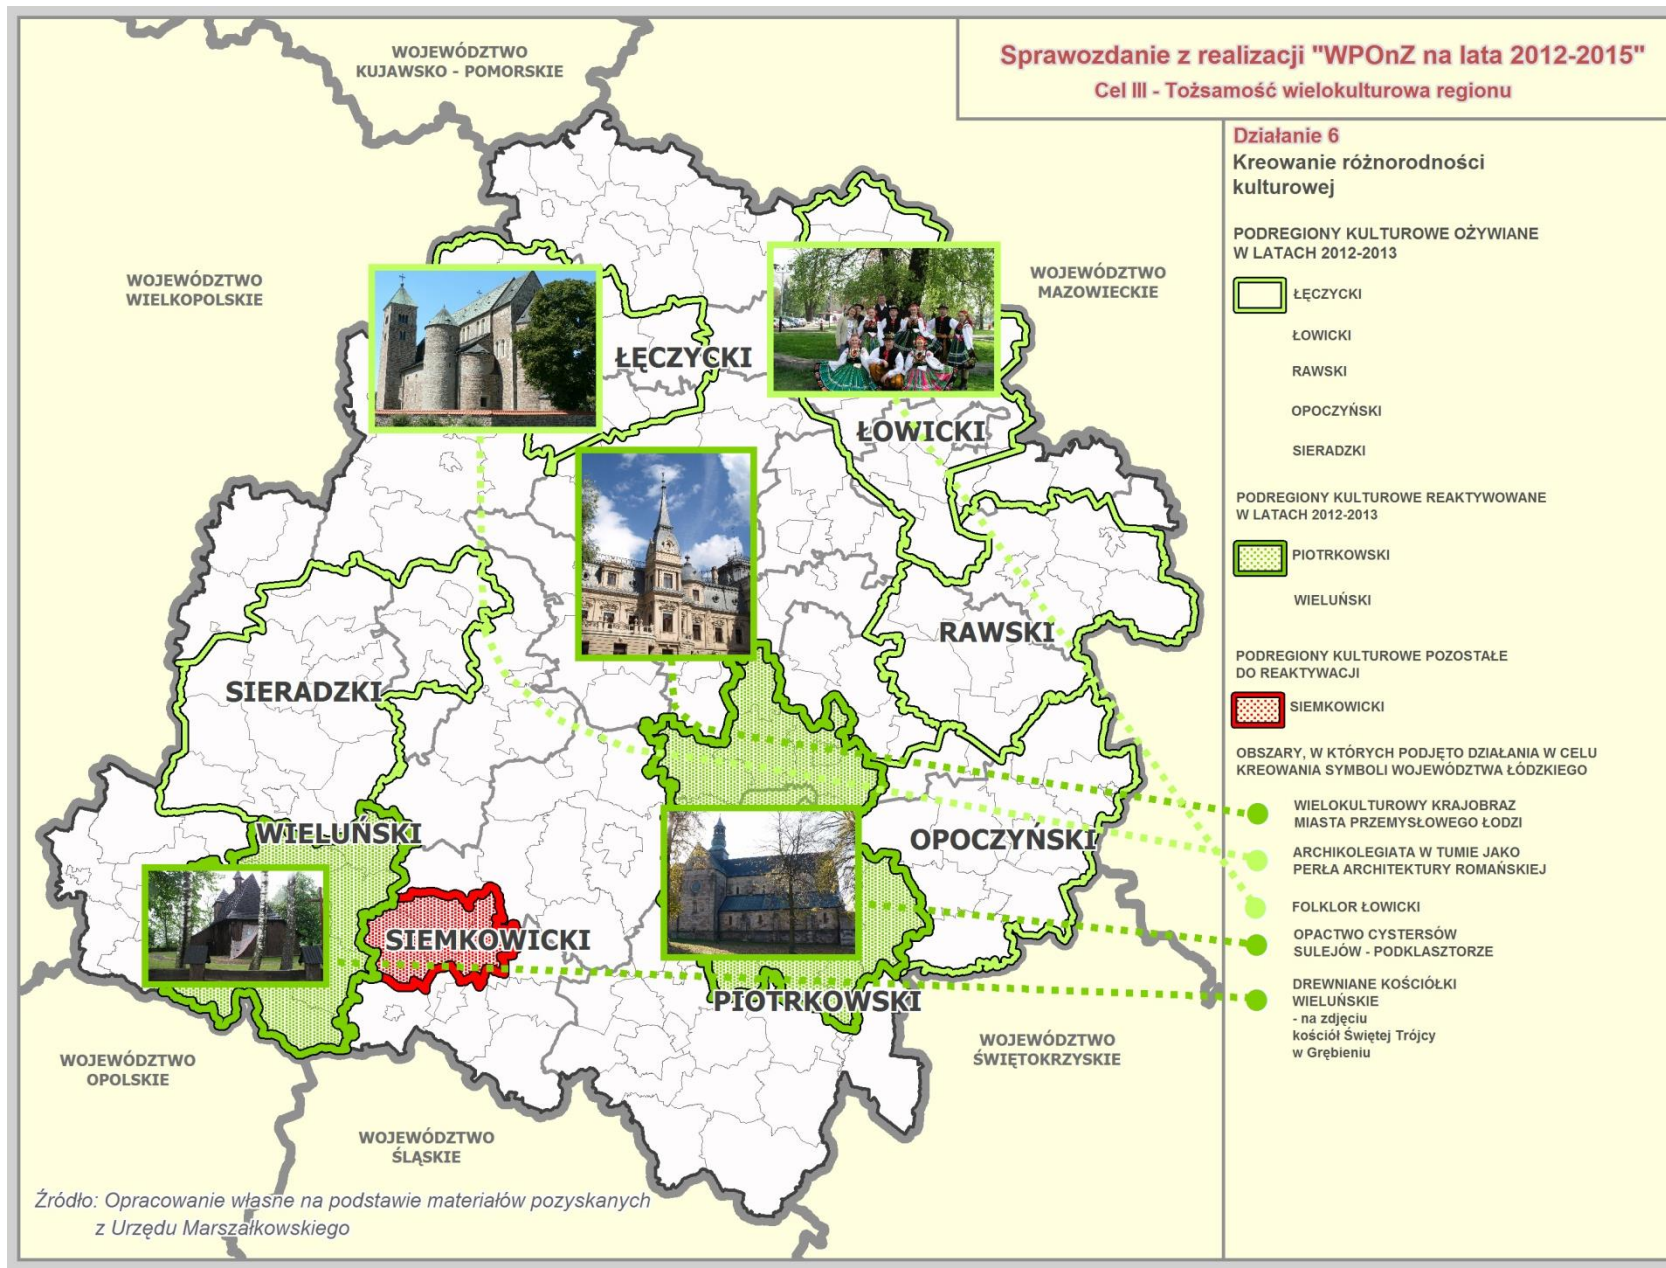 Sprawozdanie z realizacji "WPOnZ na lata 2012-2015"
Cel III - Tożsamość wielokulturowa regionu
WOJEWÓDZTWO
KUJAWSKO - POMORSKIE
WOJEWÓDZTWO
WIELKOPOLSKIE
WOJEWÓDZTWO
MAZOWIECKIE
ŁĘCZYCKI
ŁOWICKI
RAWSKI
SIERADZKI
WIELUŃSKI
OPOCZYŃSKI
SIEMKOWICKI
PIOTRKOWSKI
WOJEWÓDZTWO
OPOLSKIE
WOJEWÓDZTWO
ŚWIĘTOKRZYSKIE
WOJEWÓDZTWO
ŚLĄSKIE
Źródło: Opracowanie własne na podstawie materiałów pozyskanych
z Urzędu Marszałkowskiego
Działanie 6
Kreowanie różnorodności
kulturowej
PODREGIONY KULTUROWE OŻYWIANE
W LATACH 2012-2013
ŁĘCZYCKI
ŁOWICKI
RAWSKI
OPOCZYŃSKI
SIERADZKI
PODREGIONY KULTUROWE REAKTYWOWANE
W LATACH 2012-2013
PIOTRKOWSKI
WIELUŃSKI
PODREGIONY KULTUROWE POZOSTAŁE
DO REAKTYWACJI
SIEMKOWICKI
OBSZARY, W KTÓRYCH PODJĘTO DZIAŁANIA W CELU
KREOWANIA SYMBOLI WOJEWÓDZTWA ŁÓDZKIEGO
WIELOKULTUROWY KRAJOBRAZ
MIASTA PRZEMYSŁOWEGO ŁODZI
ARCHIKOLEGIATA W TUMIE JAKO
PERŁA ARCHITEKTURY ROMAŃSKIEJ
FOLKLOR ŁOWICKI
OPACTWO CYSTERSÓW
SULEJÓW - PODKLASZTORZE
DREWNIANE KOŚCIÓŁKI
WIELUŃSKIE
- na zdjęciu
kościół Świętej Trójcy
w Grębieniu